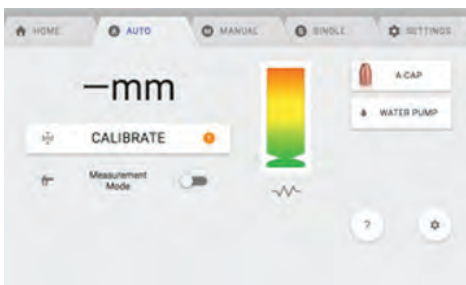 HOME
A AUTO
M MANUAL
S SINGLE
SETTINGS
–mm
A-CAP
WATER PUMP
CALIBRATE !
Measurement
Mode
?